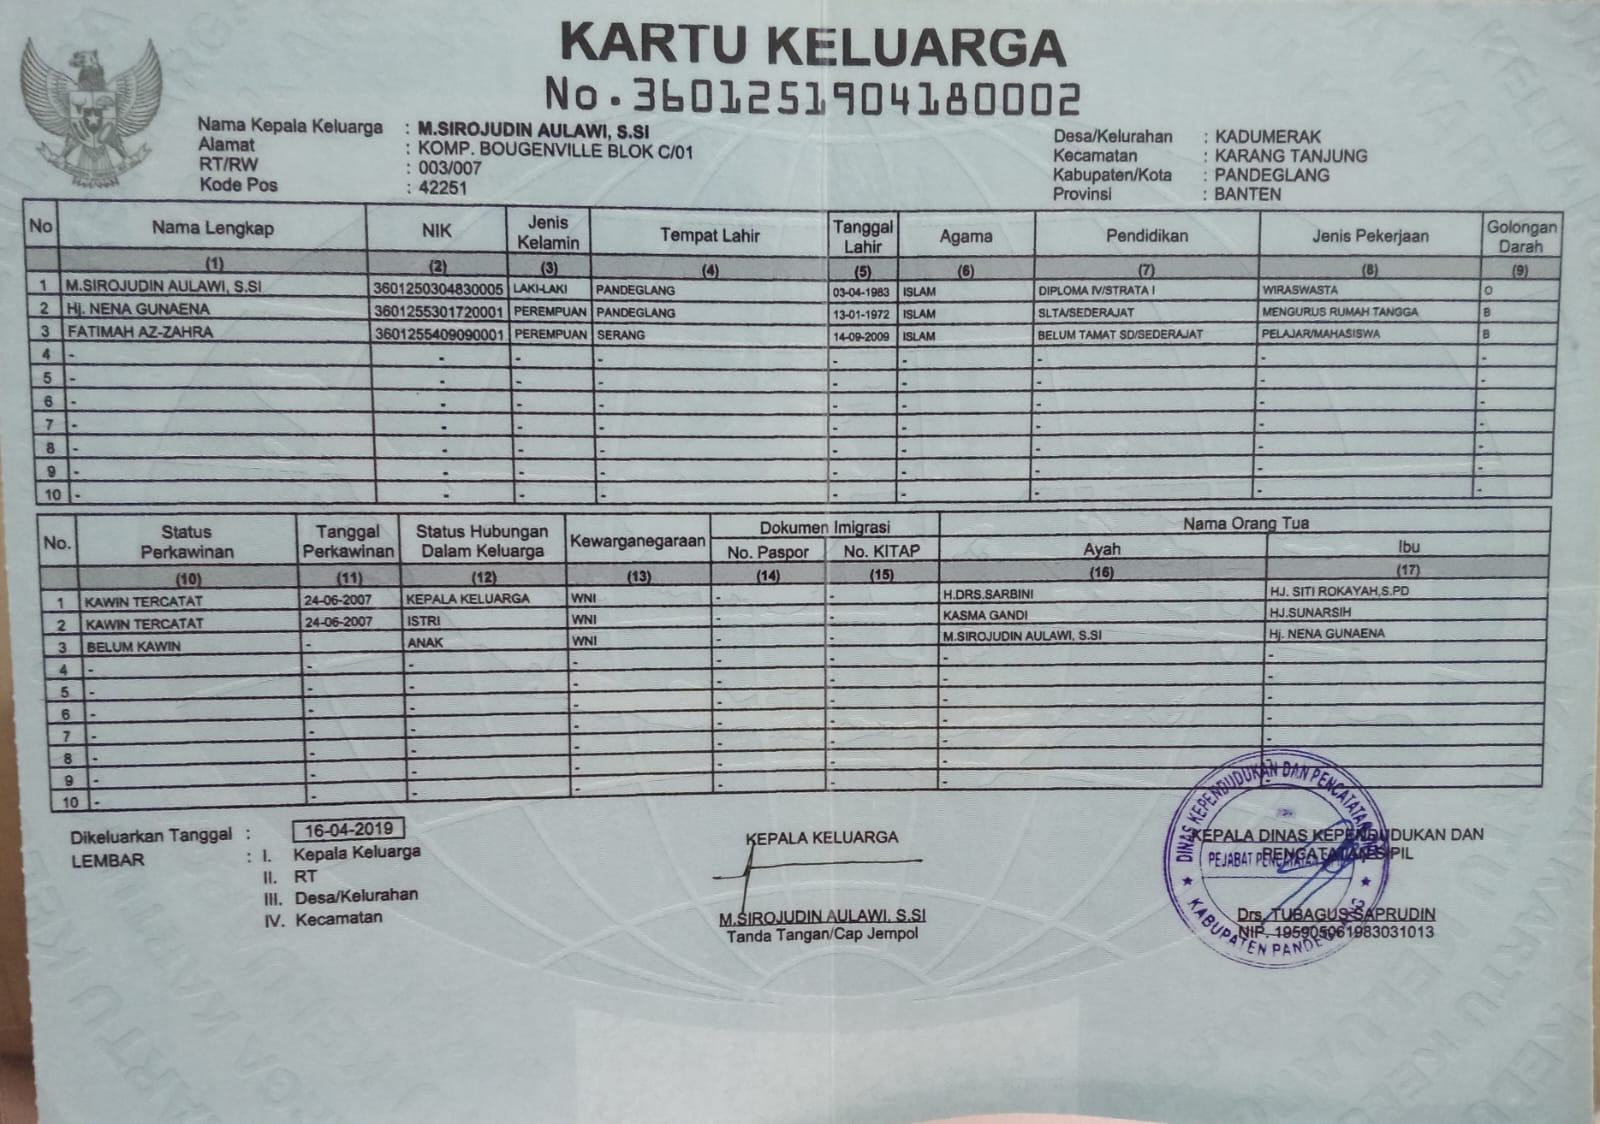 KARTU KELUARGA
No. 3601251904180002
Nama Kepala Keluarga : M.SIROJUDIN AULAWI, S.SI
Alamat : KOMP. BOUGENVILLE BLOK C/01
RT/RW : 003/007
Kode Pos : 42251
Desa/Kelurahan : KADUMERAK
Kecamatan : KARANG TANJUNG
Kabupaten/Kota : PANDEGLANG
Provinsi : BANTEN
No Nama Lengkap NIK Jenis Kelamin Tempat Lahir Tanggal Lahir Agama Pendidikan Jenis Pekerjaan Golongan Darah
(1) (2) (3) (4) (5) (6) (7) (8) (9)
1 M.SIROJUDIN AULAWI, S.SI 3601250304830005 LAKI-LAKI PANDEGLANG 03-04-1983 ISLAM DIPLOMA IV/STRATA I WIRASWASTA O
2 Hj. NENA GUNAENA 3601255301720001 PEREMPUAN PANDEGLANG 13-01-1972 ISLAM SLTA/SEDERAJAT MENGURUS RUMAH TANGGA B
3 FATIMAH AZ-ZAHRA 3601255409090001 PEREMPUAN SERANG 14-09-2009 ISLAM BELUM TAMAT SD/SEDERAJAT PELAJAR/MAHASISWA B
4 - - - - - - - - -
5 - - - - - - - - -
6 - - - - - - - - -
7 - - - - - - - - -
8 - - - - - - - - -
9 - - - - - - - - -
10 - - - - - - - - -
No. Status Perkawinan Tanggal Perkawinan Status Hubungan Dalam Keluarga Kewarganegaraan Dokumen Imigrasi Nama Orang Tua
No. Paspor No. KITAP Ayah Ibu
(10) (11) (12) (13) (14) (15) (16) (17)
1 KAWIN TERCATAT 24-06-2007 KEPALA KELUARGA WNI - - H.DRS.SARBINI HJ. SITI ROKAYAH,S.PD
2 KAWIN TERCATAT 24-06-2007 ISTRI WNI - - KASMA GANDI HJ.SUNARSIH
3 BELUM KAWIN - ANAK WNI - - M.SIROJUDIN AULAWI, S.SI Hj. NENA GUNAENA
4 - - - - - - - -
5 - - - - - - - -
6 - - - - - - - -
7 - - - - - - - -
8 - - - - - - - -
9 - - - - - - - -
10 - - - - - - - -
Dikeluarkan Tanggal : 16-04-2019
LEMBAR : I. Kepala Keluarga
II. RT
III. Desa/Kelurahan
IV. Kecamatan
KEPALA KELUARGA
M.SIROJUDIN AULAWI, S.SI
Tanda Tangan/Cap Jempol
KEPALA DINAS KEPENDUDUKAN DAN
PENCATATAN SIPIL
Drs. TUBAGUS SAPRUDIN
NIP. 195905061983031013
DINAS KEPENDUDUKAN DAN PENCATATAN
PEJABAT
KABUPATEN PANDEGLANG